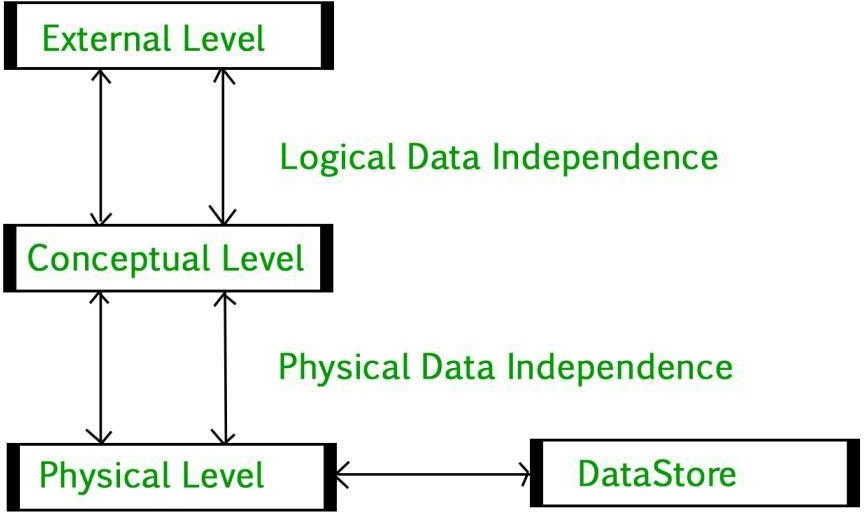 External Level
Logical Data Independence
Conceptual Level
Physical Data Independence
Physical Level
DataStore